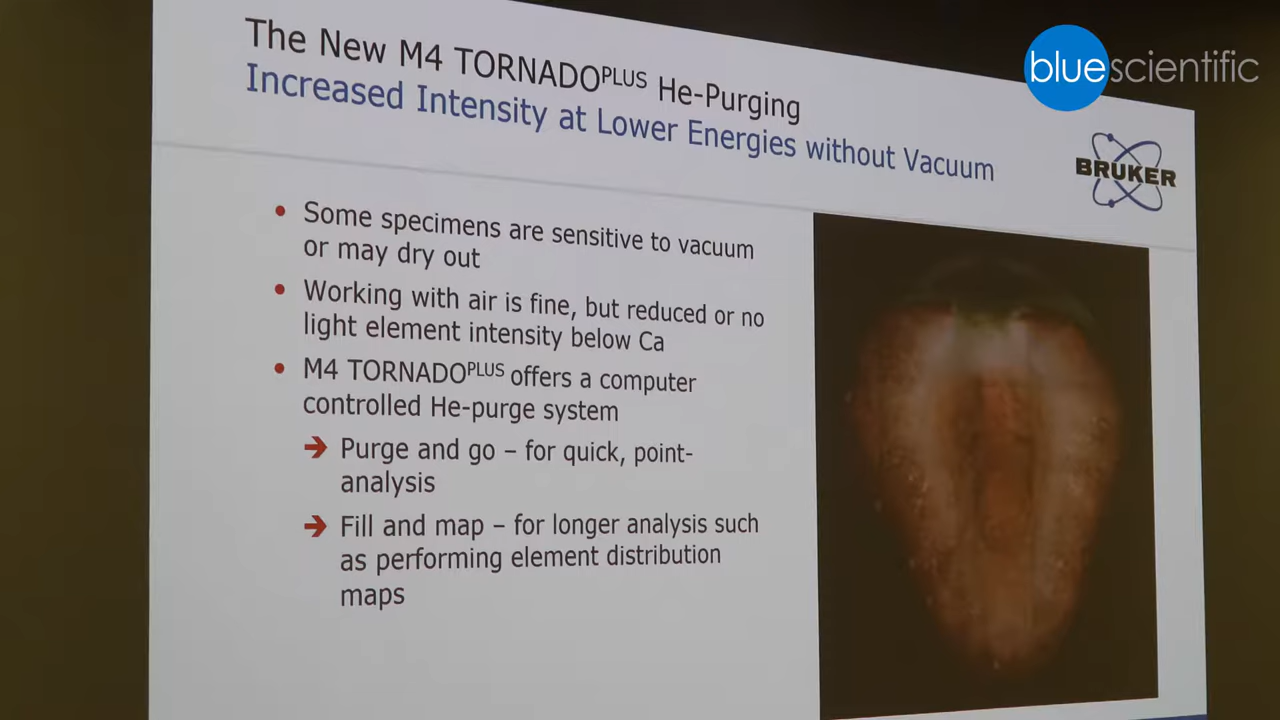 The New M4 TORNADOPLUS He-Purging
Increased Intensity at Lower Energies without Vacuum
bluescientific
BRUKER
• Some specimens are sensitive to vacuum
or may dry out
• Working with air is fine, but reduced or no
light element intensity below Ca
• M4 TORNADOPLUS offers a computer
controlled He-purge system
➔ Purge and go – for quick, point-
analysis
➔ Fill and map – for longer analysis such
as performing element distribution
maps